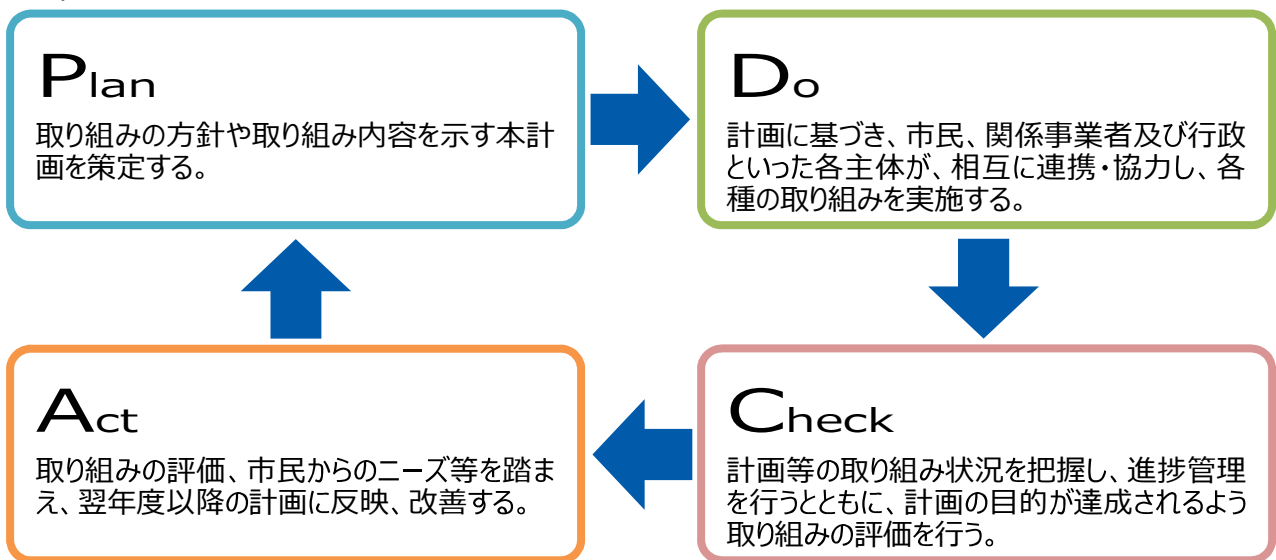 Plan
取り組みの方針や取り組み内容を示す本計
画を策定する。
Do
計画に基づき、市民、関係事業者及び行政
といった各主体が、相互に連携・協力し、各
種の取り組みを実施する。
Act
取り組みの評価、市民からのニーズ等を踏ま
え、翌年度以降の計画に反映、改善する。
Check
計画等の取り組み状況を把握し、進捗管理
を行うとともに、計画の目的が達成されるよう
取り組みの評価を行う。